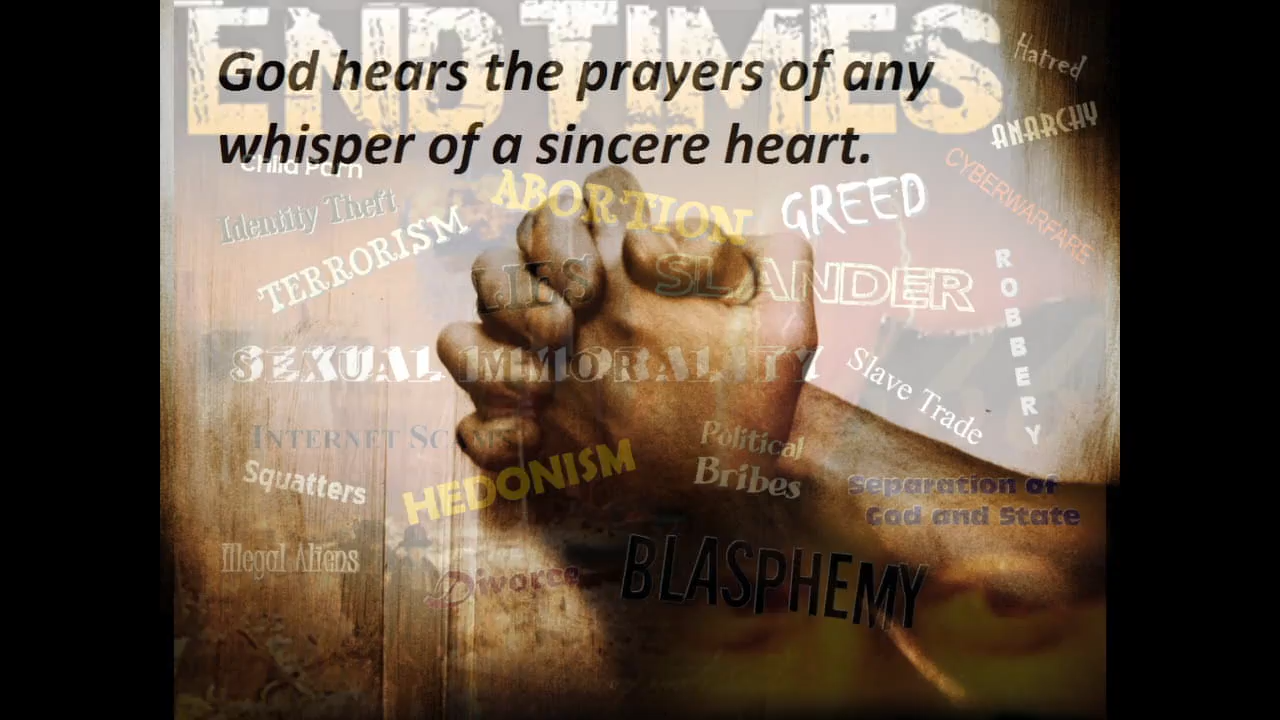 END TIMES
God hears the prayers of any
whisper of a sincere heart.
Hatred
ANARCHY
CYBERWARFARE
Child Porn
Identity Theft
TERRORISM
ABORTION
GREED
LIES
SLANDER
ROBBERY
SEXUAL IMMORALITY
Slave Trade
INTERNET SCAMS
Squatters
HEDONISM
Political
Bribes
Separation of
God and State
Illegal Aliens
Divorce
BLASPHEMY